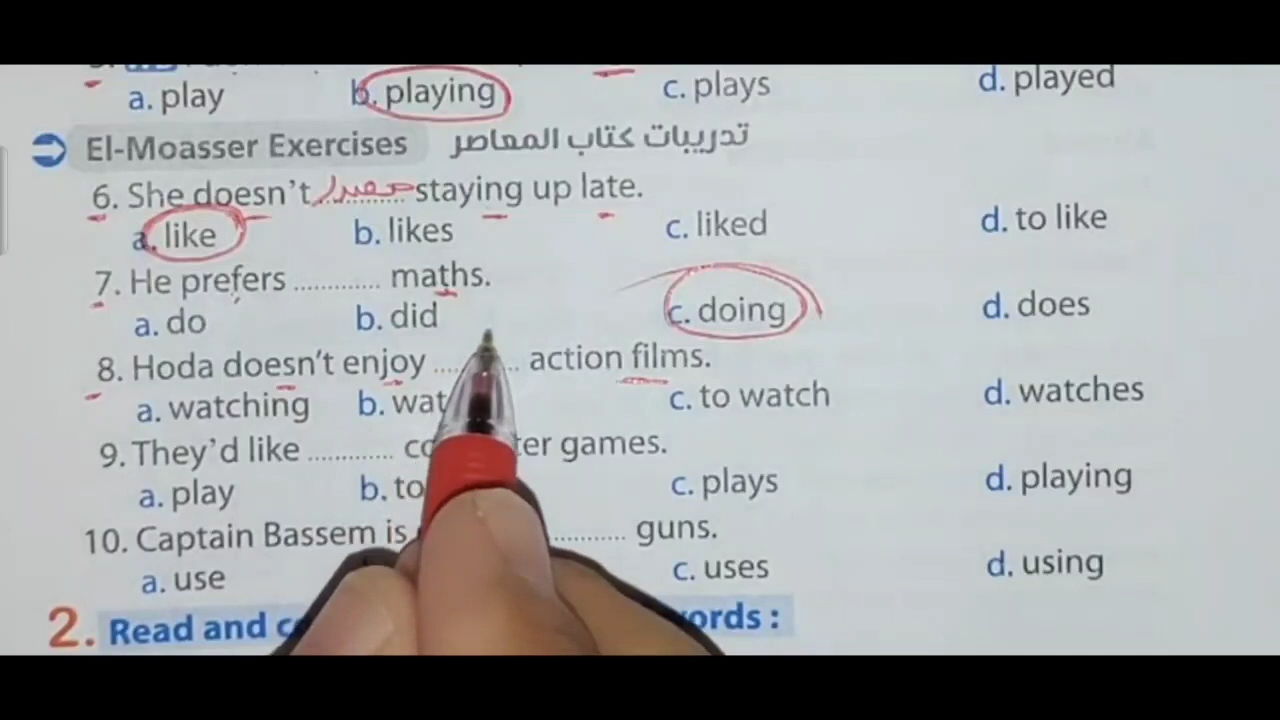 a. play b. playing c. plays d. played
El-Moasser Exercises تدريبات كتاب المعاصر
6. She doesn't ............ مصدر staying up late.
a. like b. likes c. liked d. to like
7. He prefers ............ maths.
a. do b. did c. doing d. does
8. Hoda doesn't enjoy ............ action films.
a. watching b. c. to watch d. watches
9. They'd like ............ games.
a. play b. to c. plays d. playing
10. Captain Bassem is ............ guns.
a. use c. uses d. using
2. Read and :